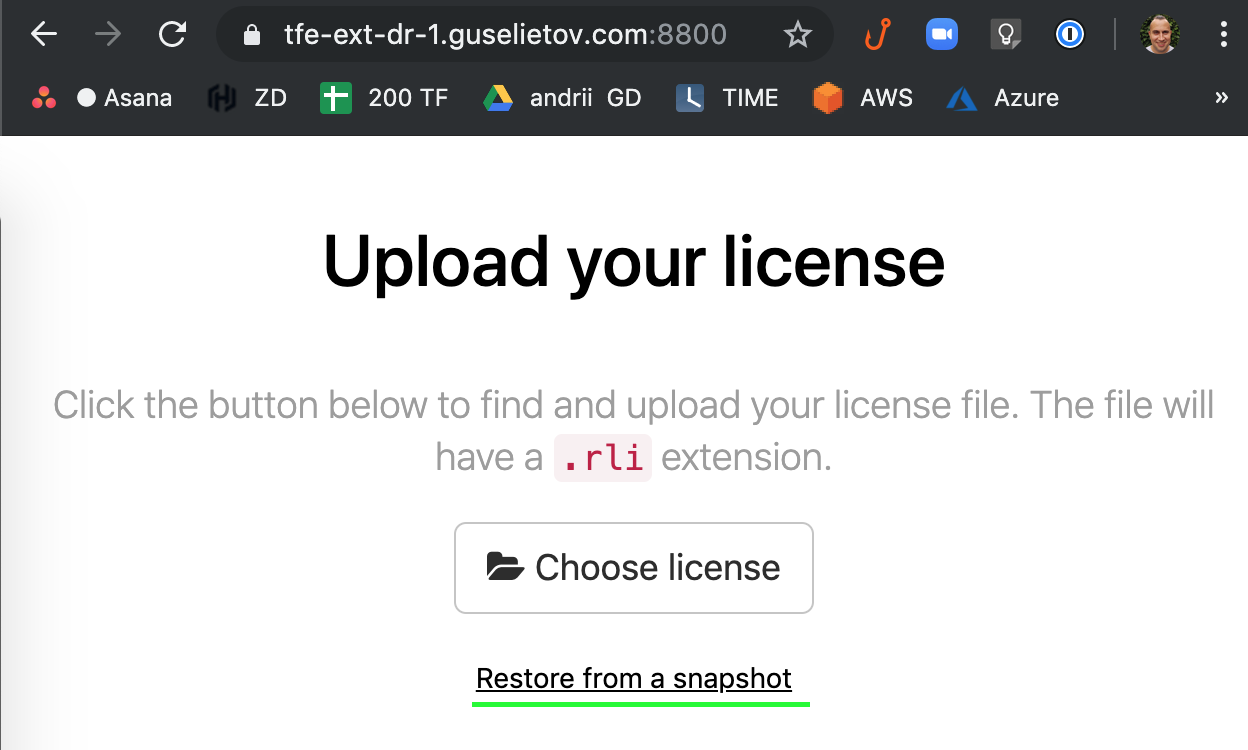 tfe-ext-dr-1.guselietov.com:8800
Asana ZD 200 TF andrii GD TIME AWS Azure »
Upload your license
Click the button below to find and upload your license file. The file will
have a .rli extension.
Choose license
Restore from a snapshot